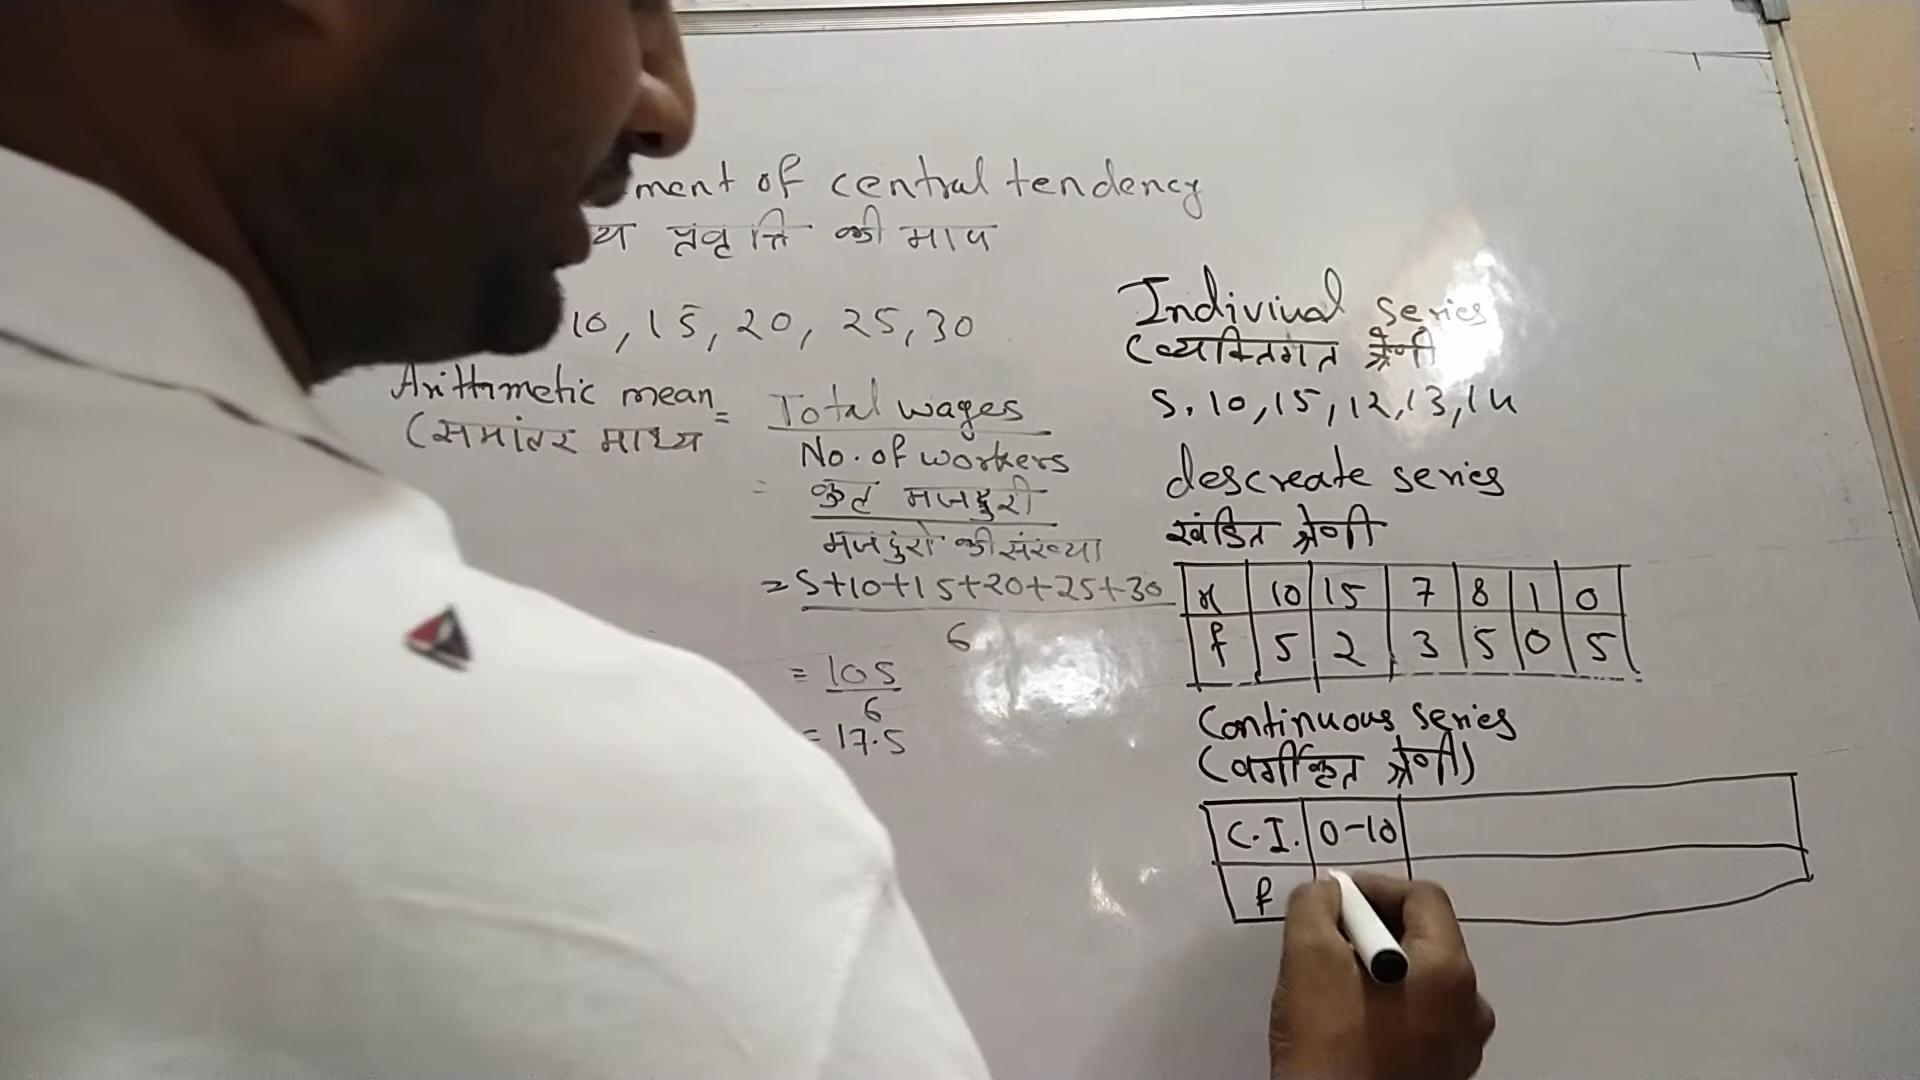 ment of central tendency
य प्रवृत्ति की माप
10, 15, 20, 25, 30
Arithmetic mean = Total wages
(समांतर माध्य
No. of workers
= कुल मजदुरी
मजदुरो की संख्या
= 5+10+15+20+25+30
6
= 105
6
= 17.5
Indiviual series
(व्यक्तिगत श्रेणी
5, 10, 15, 12, 13, 14
descreate series
खंडित श्रेणी
x 10 15 7 8 1 0
f 5 2 3 5 0 5
Continuous series
(वर्गीकृत श्रेणी)
C.I. 0-10
f